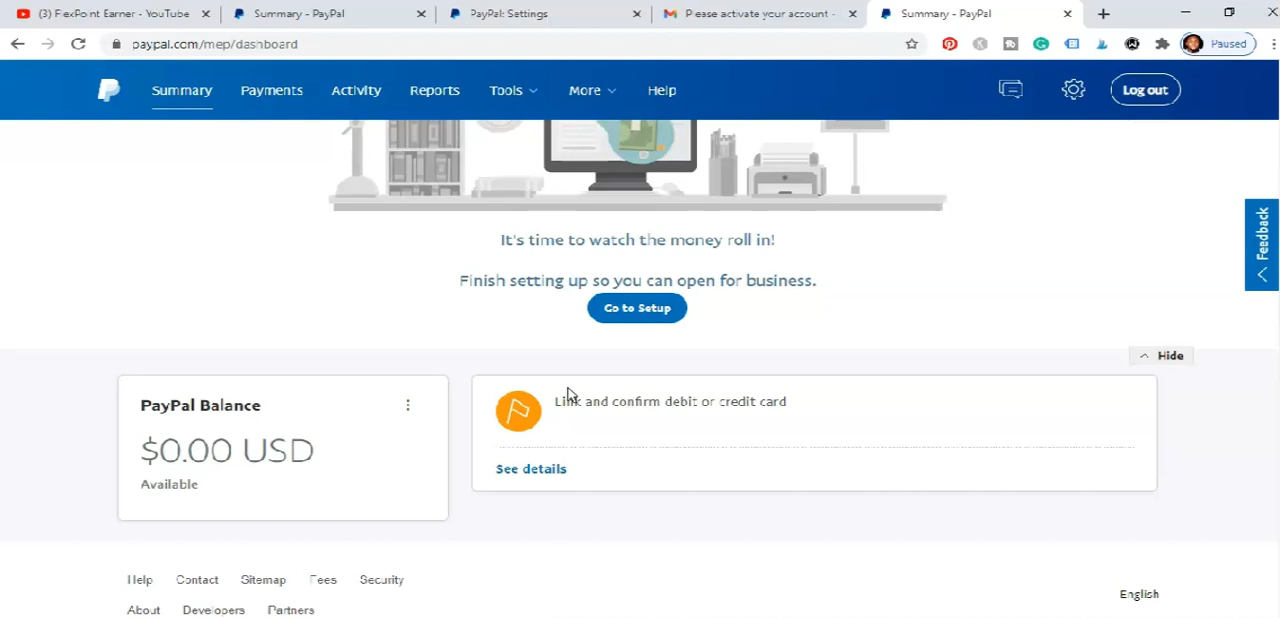 (3) FlexPoint Earner - YouTube
Summary - PayPal
PayPal: Settings
Please activate your account -
Summary - PayPal
paypal.com/mep/dashboard
Paused
Summary
Payments
Activity
Reports
Tools
More
Help
Log out
Feedback
It's time to watch the money roll in!
Finish setting up so you can open for business.
Go to Setup
Hide
PayPal Balance
$0.00 USD
Available
Link and confirm debit or credit card
See details
Help Contact Sitemap Fees Security
English
About Developers Partners